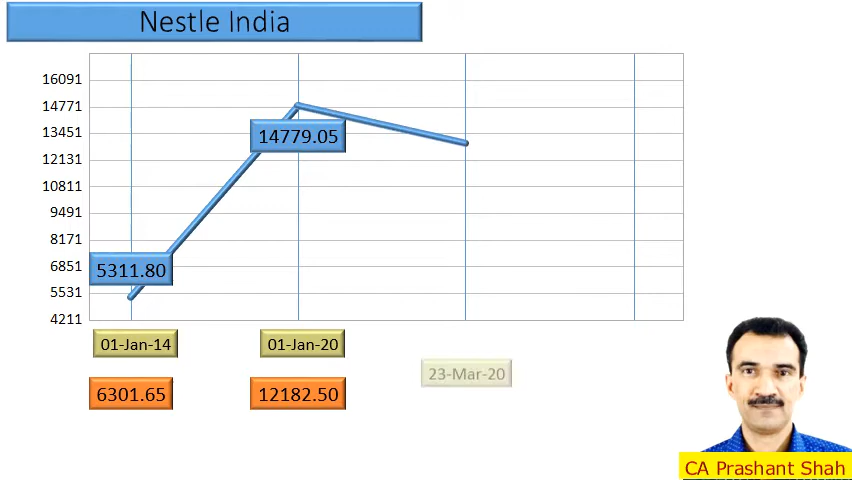 Nestle India
16091
14771
13451
12131
10811
9491
8171
6851
5531
4211
14779.05
5311.80
01-Jan-14
01-Jan-20
23-Mar-20
6301.65
12182.50
CA Prashant Shah